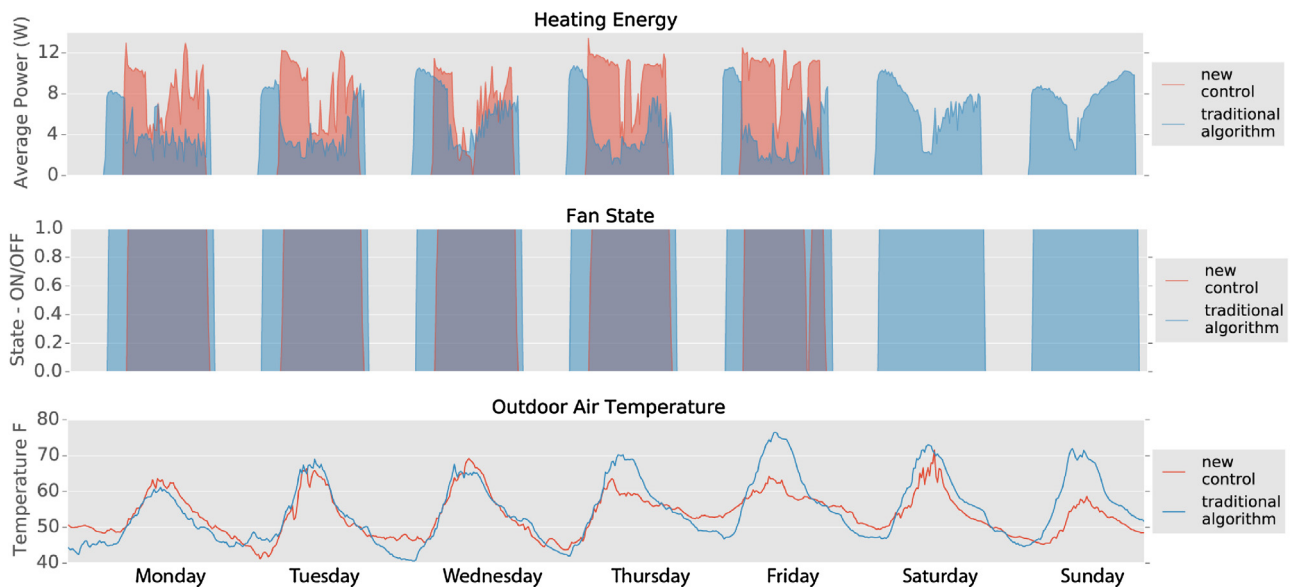 Heating Energy
Average Power (W)
12
8
4
0
new
control
traditional
algorithm
Fan State
State - ON/OFF
1.0
0.8
0.6
0.4
0.2
0.0
new
control
traditional
algorithm
Outdoor Air Temperature
Temperature F
80
70
60
50
40
new
control
traditional
algorithm
Monday Tuesday Wednesday Thursday Friday Saturday Sunday